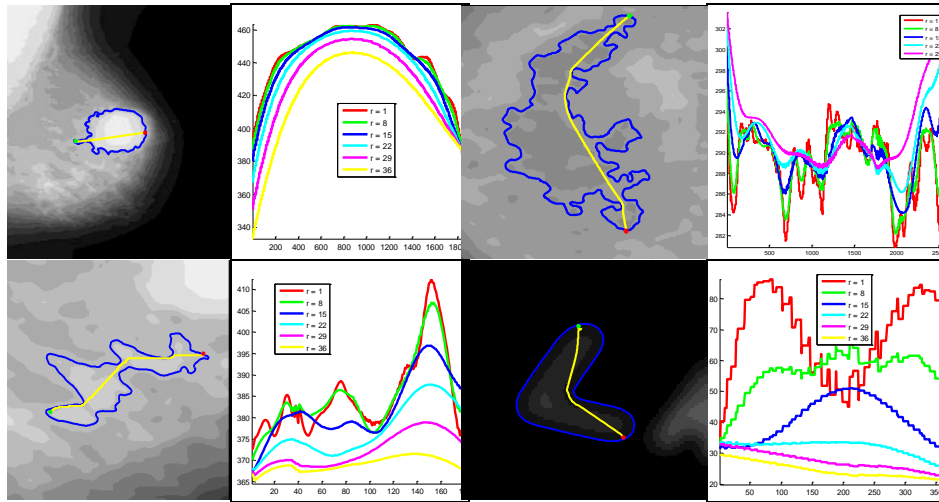 460
440
420
400
380
360
340
200 400 600 800 1000 1200 1400 1600
r = 1
r = 8
r = 15
r = 22
r = 29
r = 36
302
300
298
296
294
292
290
288
286
284
282
500 1000 1500 2000
r = 8
410
405
400
395
390
385
380
375
370
365
20 40 60 80 100 120 140 160
r = 1
r = 8
r = 15
r = 22
r = 29
r = 36
80
70
60
50
40
30
20
50 100 150 200 250 300
r = 1
r = 8
r = 15
r = 22
r = 29
r = 36